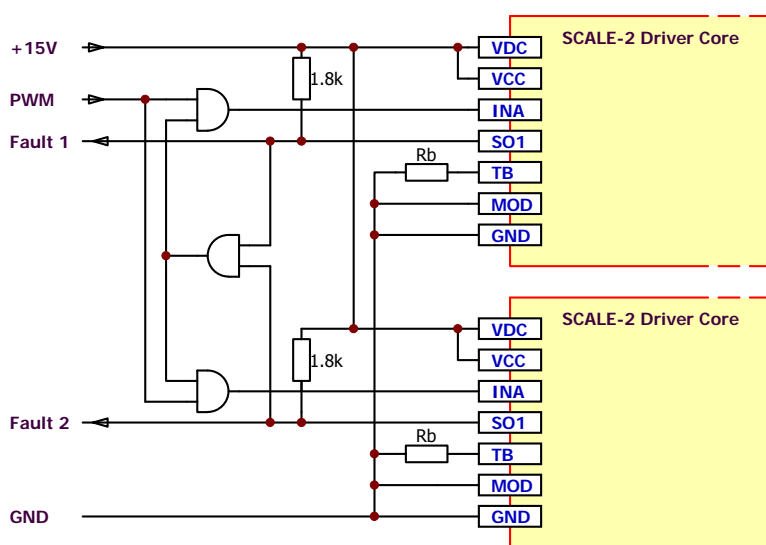 +15V
VDC
SCALE-2 Driver Core
1.8k
VCC
PWM
INA
Fault 1
SO1
Rb
TB
MOD
GND
VDC
SCALE-2 Driver Core
1.8k
VCC
INA
Fault 2
SO1
Rb
TB
MOD
GND
GND